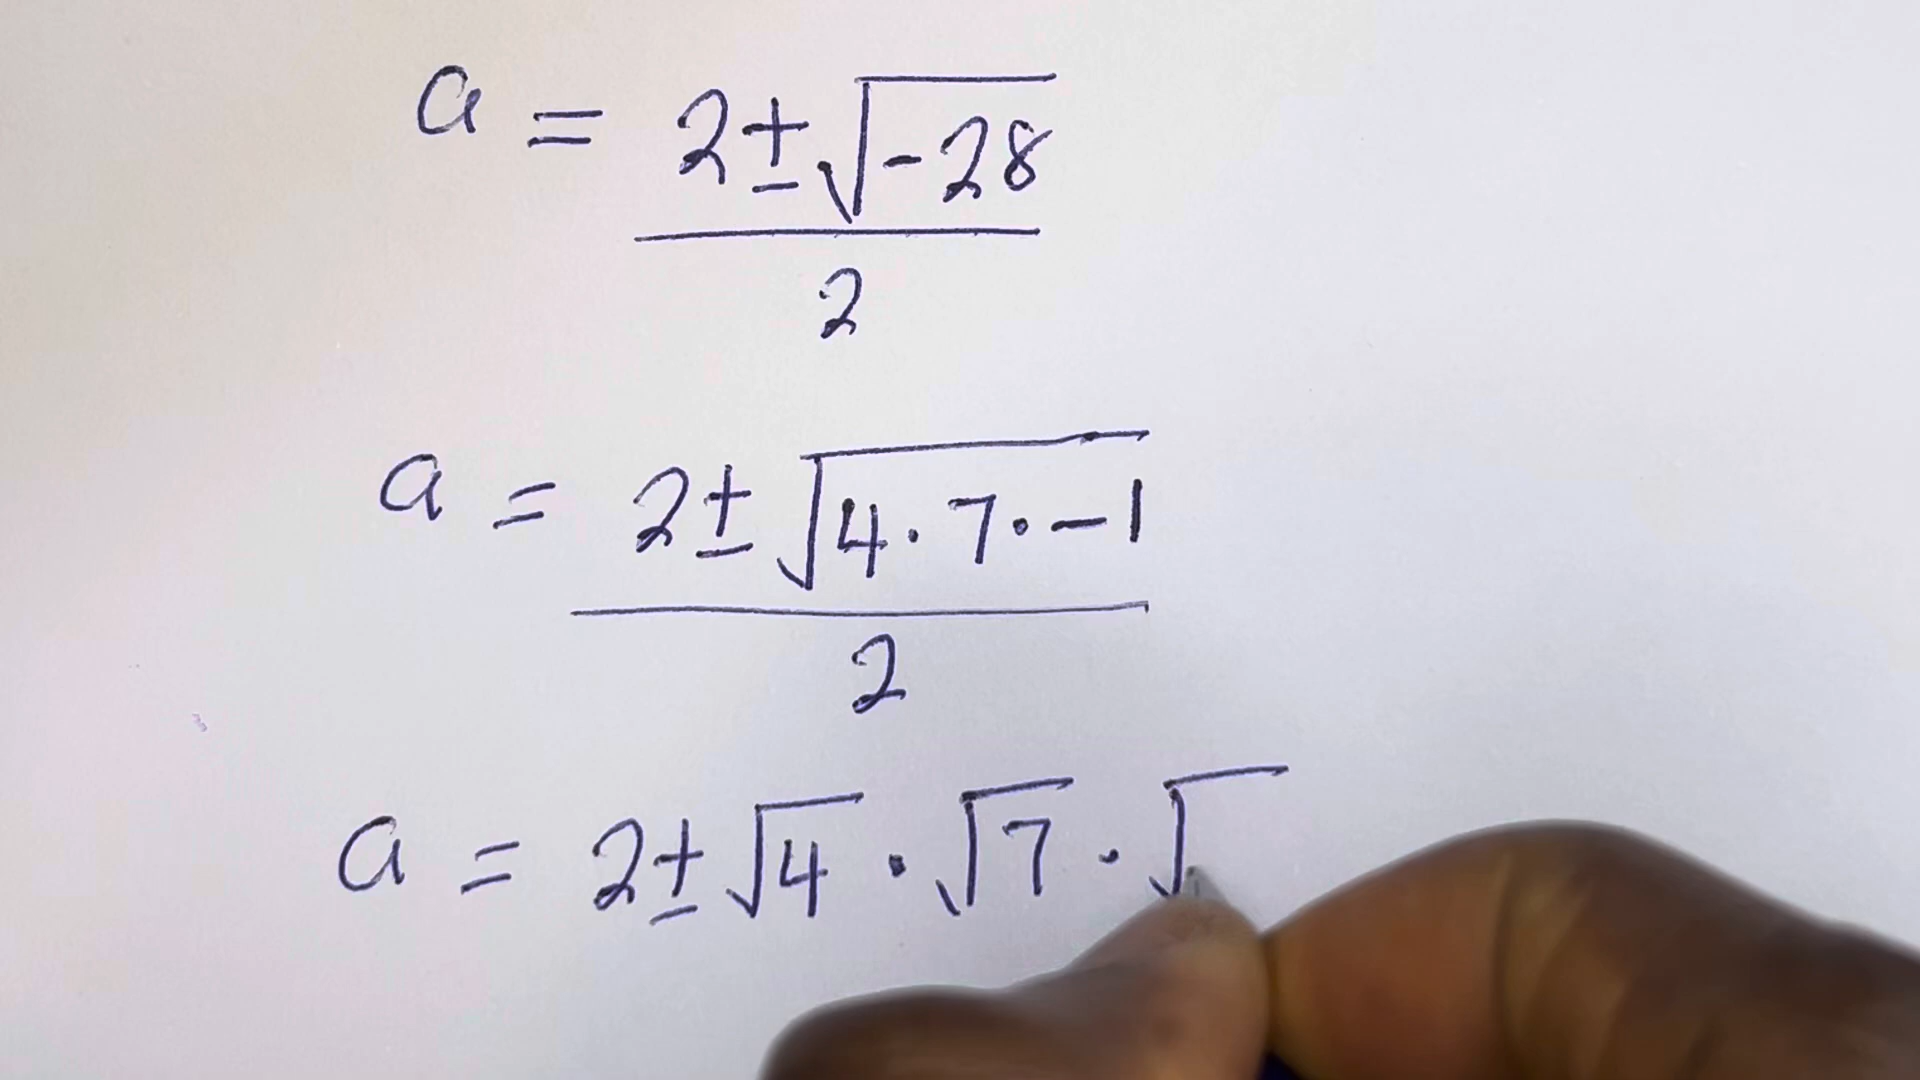 a = 2±√-28
2
a = 2±√4·7·-1
2
a = 2±√4·√7·√